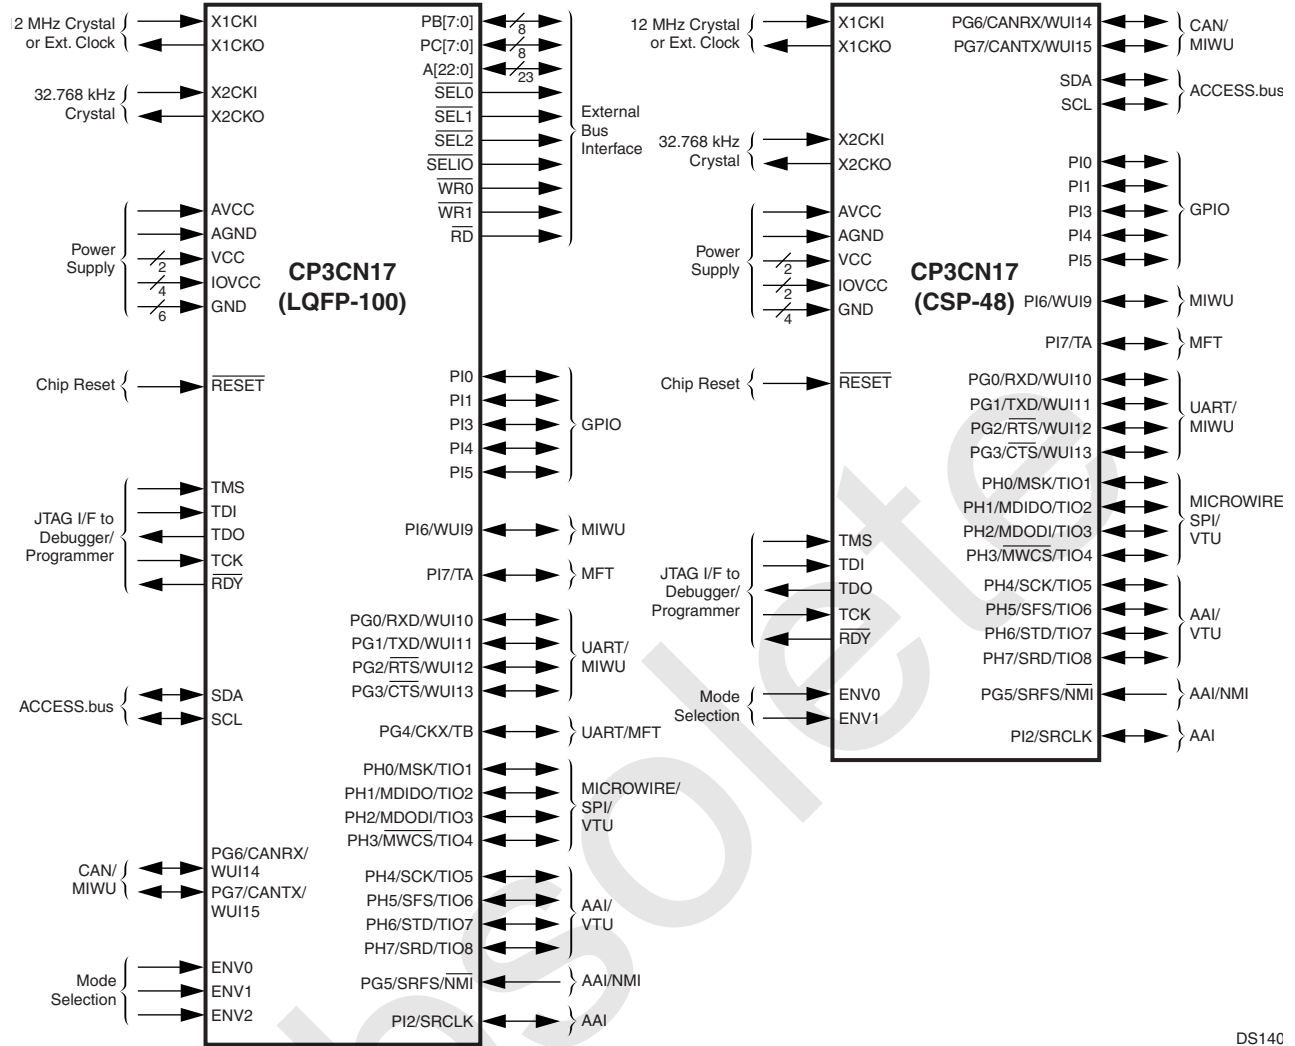 12 MHz Crystal
or Ext. Clock
X1CKI
X1CKO
32.768 kHz
Crystal
X2CKI
X2CKO
Power
Supply
AVCC
AGND
VCC
2
IOVCC
4
GND
6
Chip Reset
RESET
JTAG I/F to
Debugger/
Programmer
TMS
TDI
TDO
TCK
RDY
ACCESS.bus
SDA
SCL
CAN/
MIWU
PG6/CANRX/
WUI14
PG7/CANTX/
WUI15
Mode
Selection
ENV0
ENV1
ENV2
CP3CN17
(LQFP-100)
PB[7:0]
8
PC[7:0]
8
A[22:0]
23
SEL0
SEL1
SEL2
SELIO
WR0
WR1
RD
External
Bus
Interface
PI0
PI1
PI3
PI4
PI5
GPIO
PI6/WUI9
MIWU
PI7/TA
MFT
PG0/RXD/WUI10
PG1/TXD/WUI11
PG2/RTS/WUI12
PG3/CTS/WUI13
UART/
MIWU
PG4/CKX/TB
UART/MFT
PH0/MSK/TIO1
PH1/MDIDO/TIO2
PH2/MDODI/TIO3
PH3/MWCS/TIO4
MICROWIRE/
SPI/
VTU
PH4/SCK/TIO5
PH5/SFS/TIO6
PH6/STD/TIO7
PH7/SRD/TIO8
AAI/
VTU
PG5/SRFS/NMI
AAI/NMI
PI2/SRCLK
AAI
12 MHz Crystal
or Ext. Clock
X1CKI
X1CKO
32.768 kHz
Crystal
X2CKI
X2CKO
Power
Supply
AVCC
AGND
VCC
2
IOVCC
2
GND
4
Chip Reset
RESET
JTAG I/F to
Debugger/
Programmer
TMS
TDI
TDO
TCK
RDY
Mode
Selection
ENV0
ENV1
CP3CN17
(CSP-48)
PG6/CANRX/WUI14
PG7/CANTX/WUI15
CAN/
MIWU
SDA
SCL
ACCESS.bus
PI0
PI1
PI3
PI4
PI5
GPIO
PI6/WUI9
MIWU
PI7/TA
MFT
PG0/RXD/WUI10
PG1/TXD/WUI11
PG2/RTS/WUI12
PG3/CTS/WUI13
UART/
MIWU
PH0/MSK/TIO1
PH1/MDIDO/TIO2
PH2/MDODI/TIO3
PH3/MWCS/TIO4
MICROWIRE
SPI/
VTU
PH4/SCK/TIO5
PH5/SFS/TIO6
PH6/STD/TIO7
PH7/SRD/TIO8
AAI/
VTU
PG5/SRFS/NMI
AAI/NMI
PI2/SRCLK
AAI
DS140